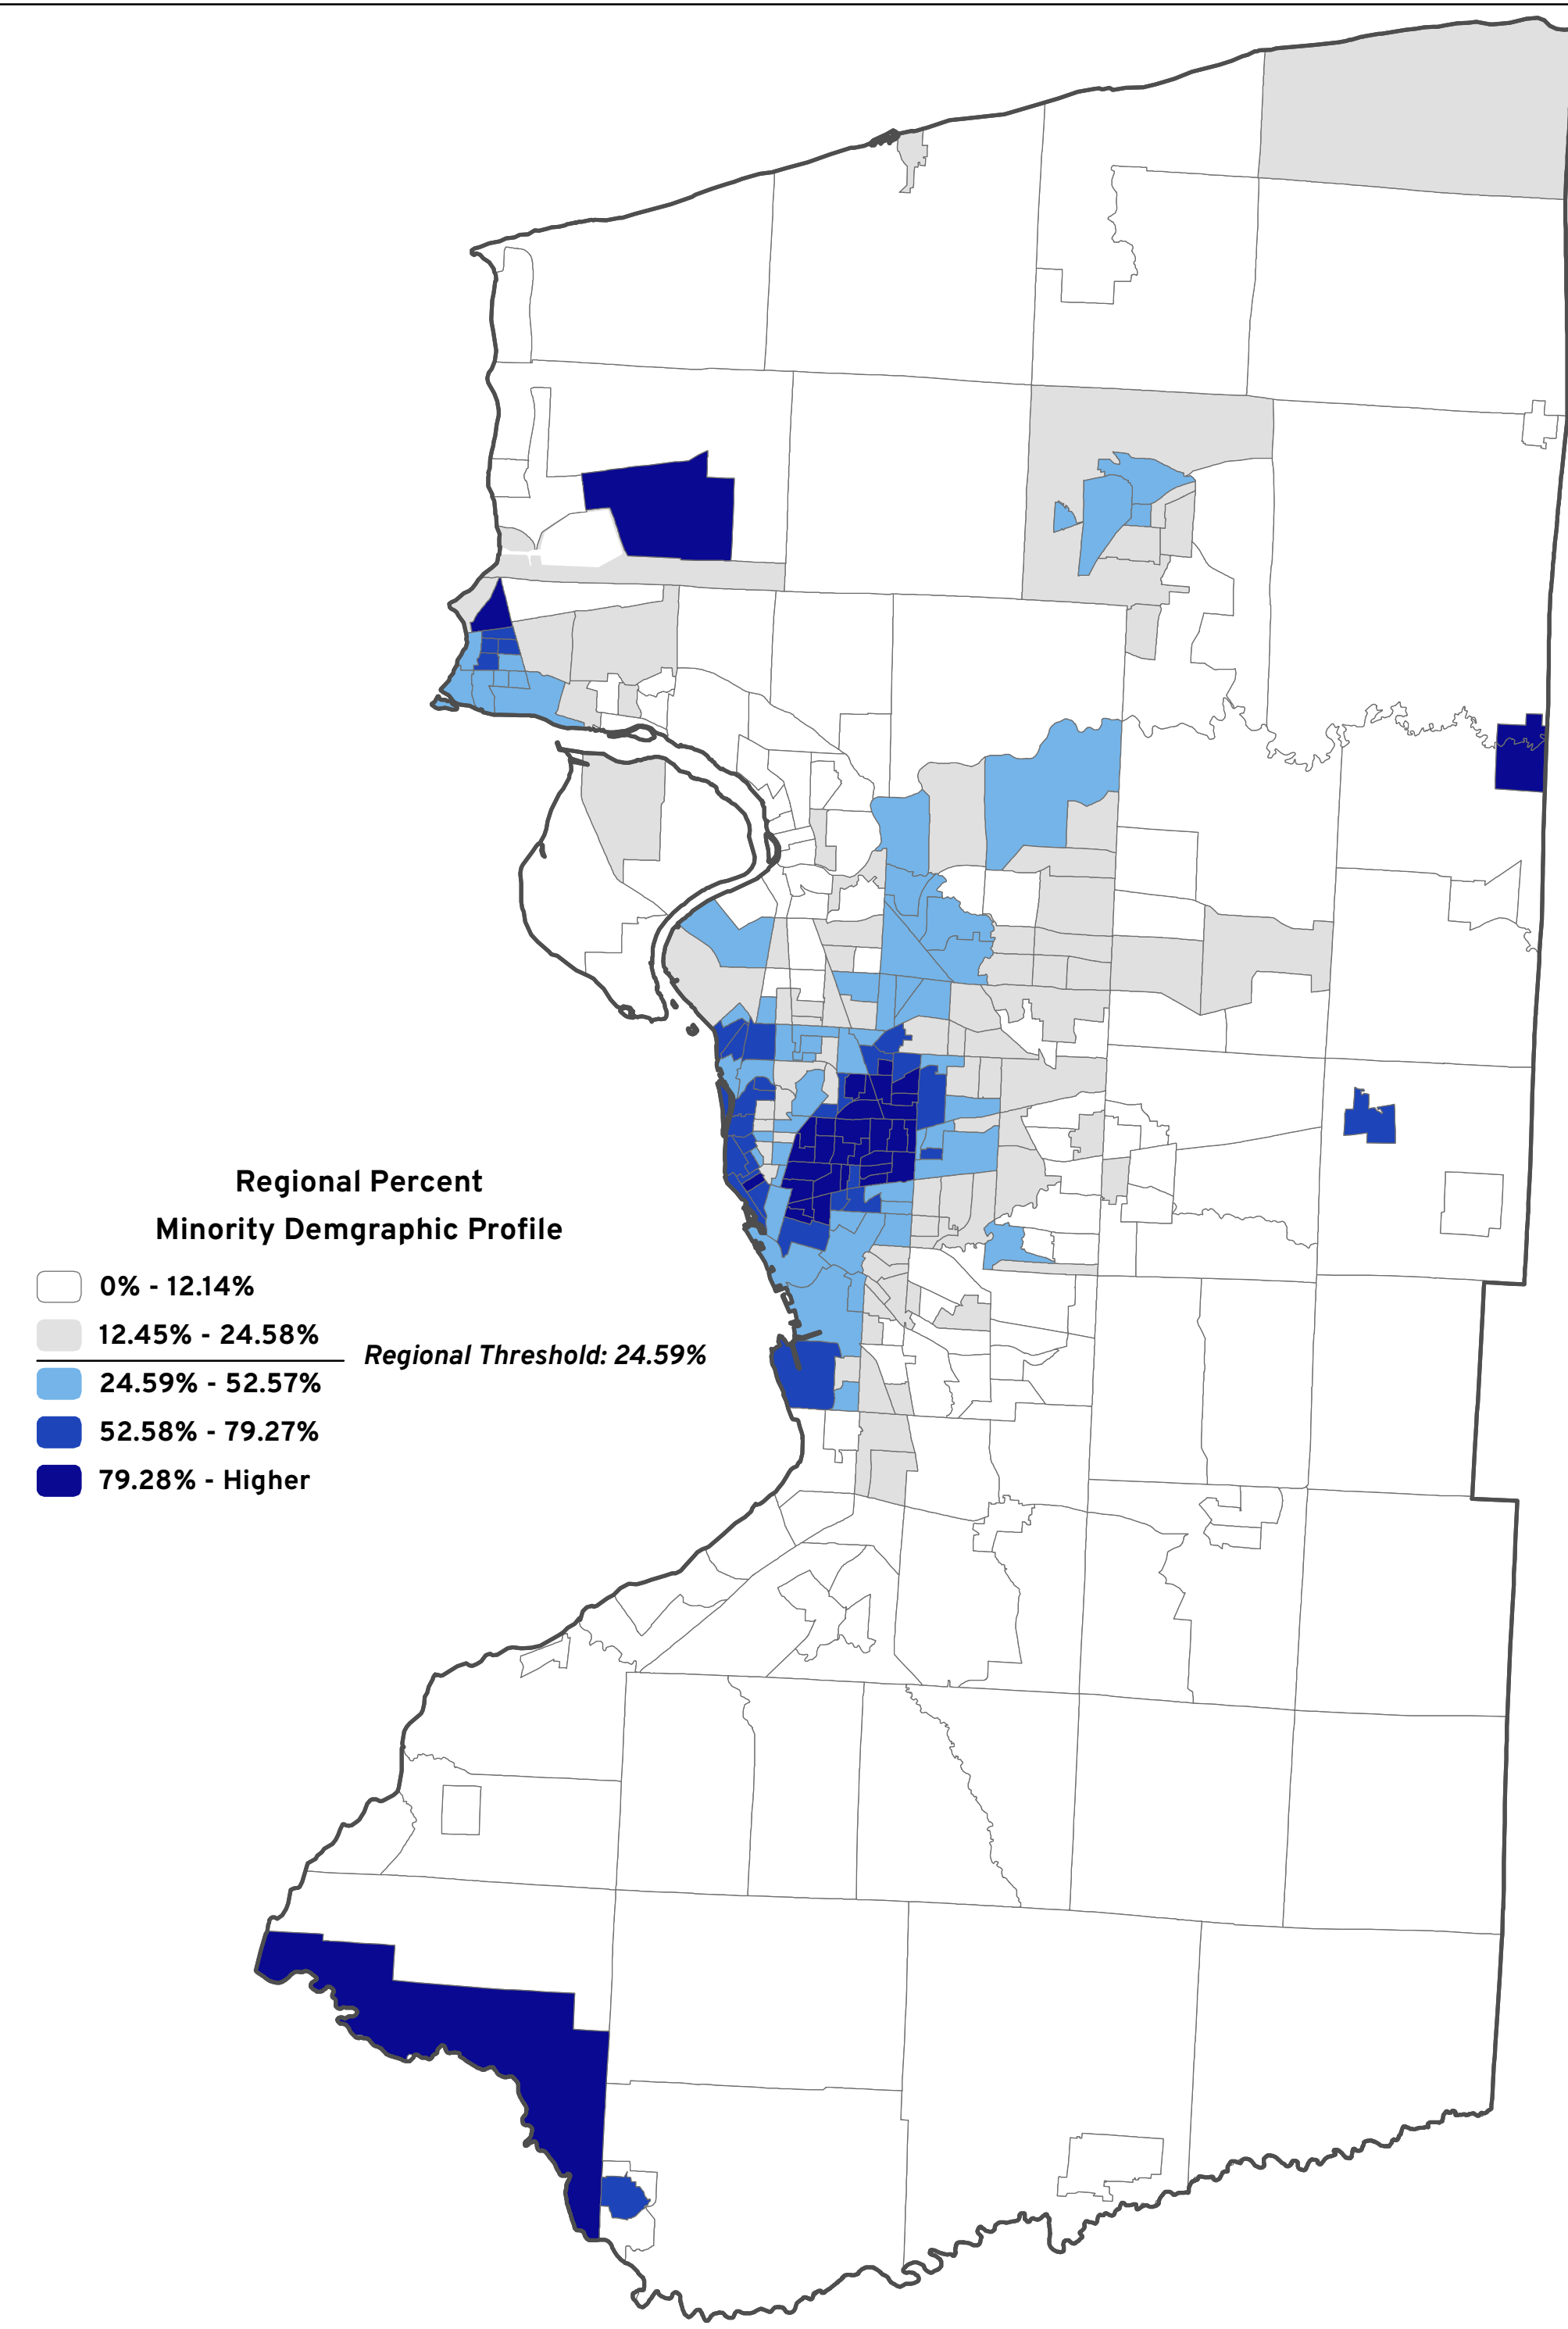 Regional Percent
Minority Demgraphic Profile
0% - 12.14%
12.45% - 24.58%
Regional Threshold: 24.59%
24.59% - 52.57%
52.58% - 79.27%
79.28% - Higher